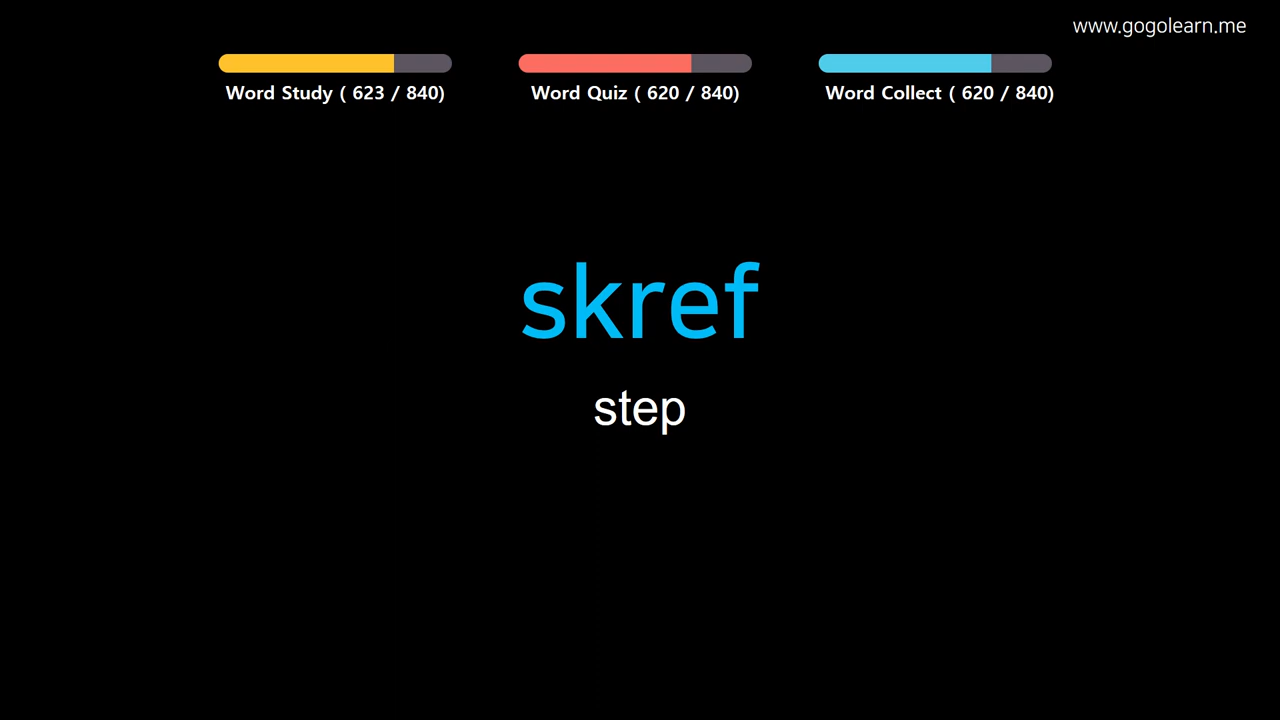 www.gogolearn.me
Word Study ( 623 / 840)
Word Quiz ( 620 / 840)
Word Collect ( 620 / 840)
skref
step